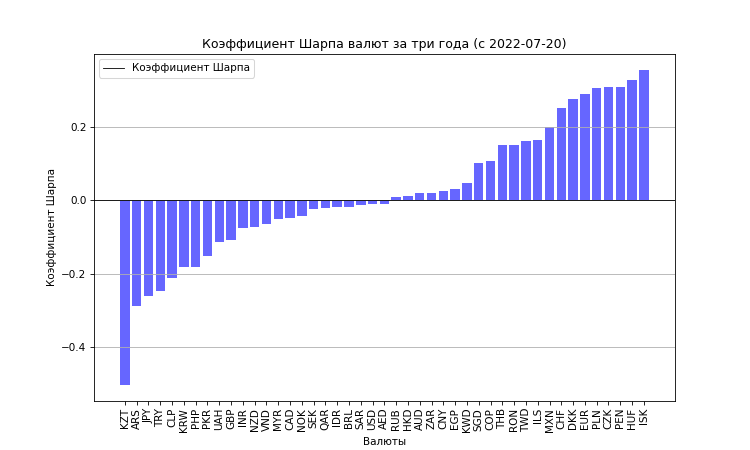 Коэффициент Шарпа валют за три года (с 2022-07-20)
Коэффициент Шарпа
Коэффициент Шарпа
0.2
0.0
−0.2
−0.4
KZT
ARS
JPY
TRY
CLP
KRW
PHP
PKR
UAH
GBP
INR
NZD
VND
MYR
CAD
NOK
SEK
QAR
IDR
BRL
SAR
USD
AED
RUB
HKD
AUD
ZAR
CNY
EGP
KWD
SGD
COP
THB
RON
TWD
ILS
MXN
CHF
DKK
EUR
PLN
CZK
PEN
HUF
ISK
Валюты